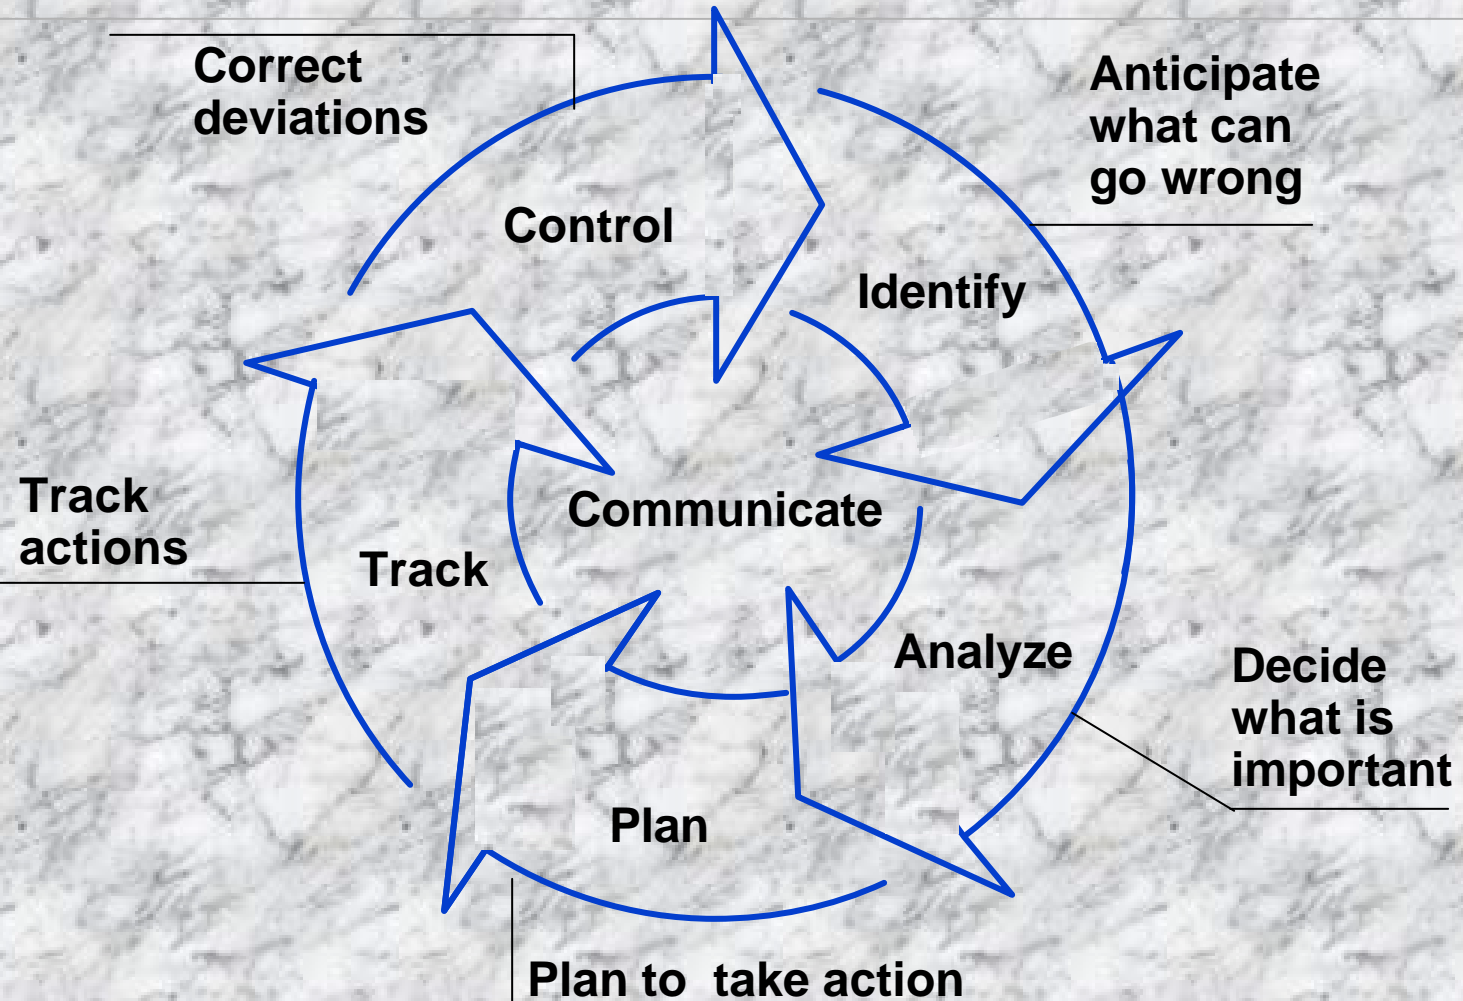 Correct
deviations
Anticipate
what can
go wrong
Control
Identify
Track
actions
Communicate
Track
Analyze
Decide
what is
important
Plan
Plan to  take action